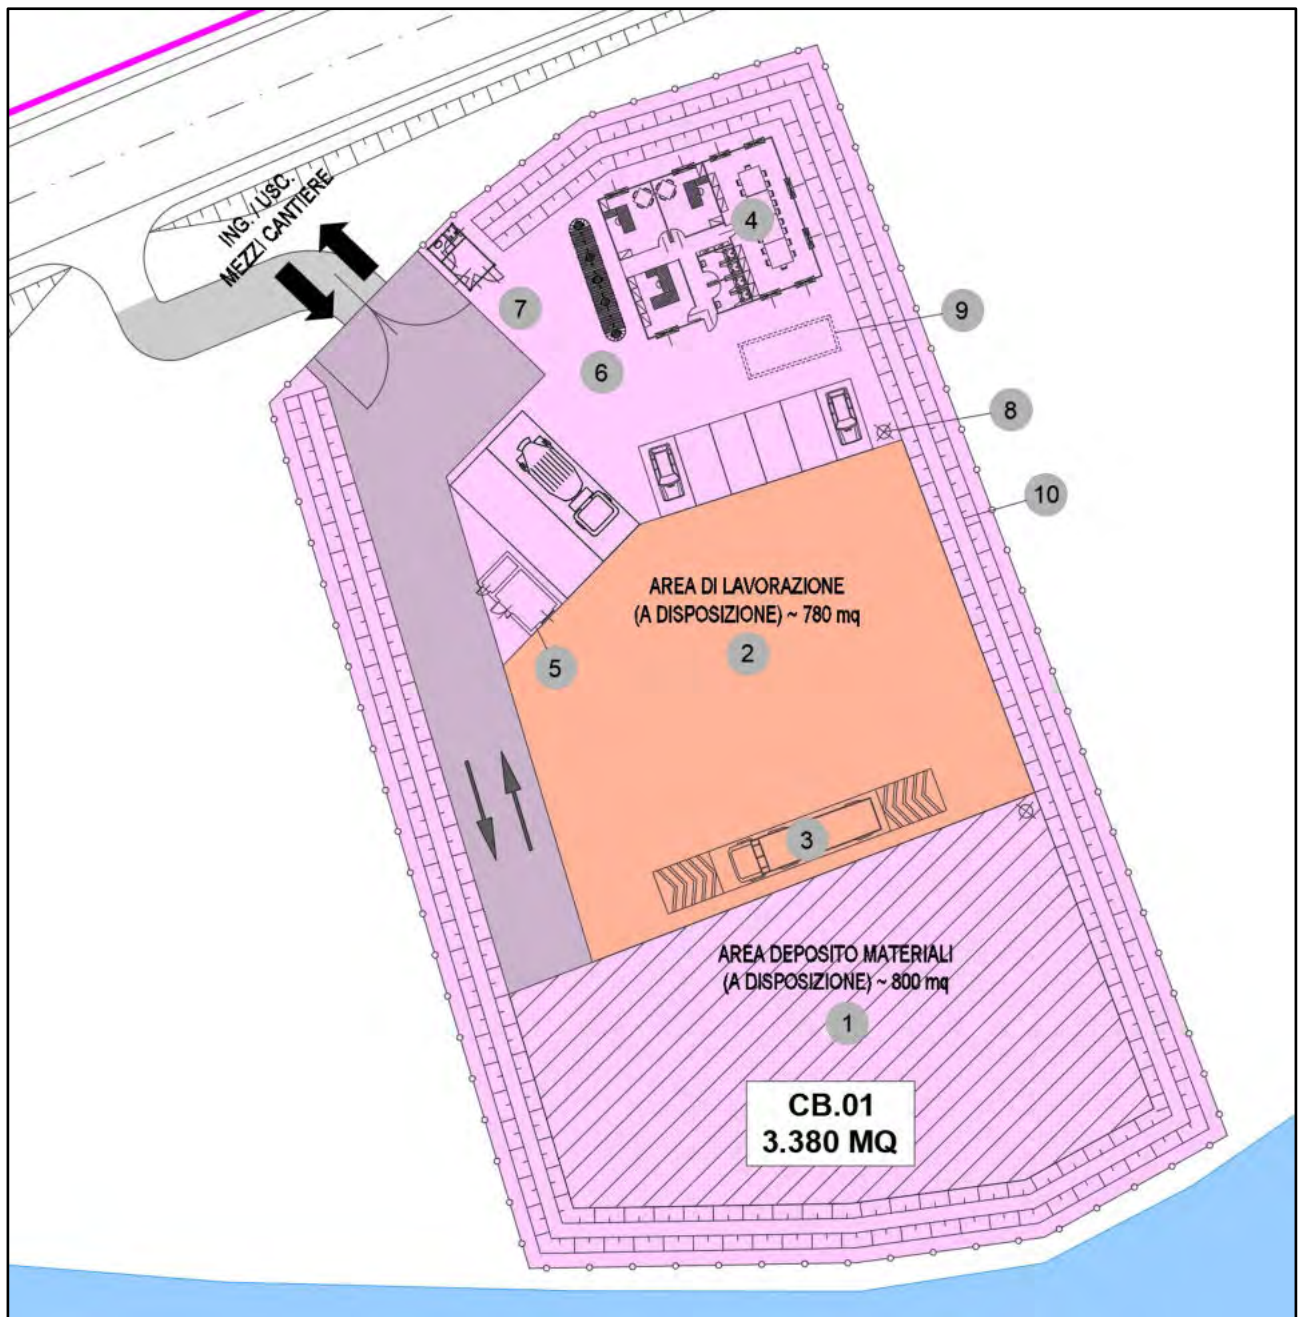 ING. / USC.
MEZZI CANTIERE
4
7
9
6
8
10
AREA DI LAVORAZIONE
(A DISPOSIZIONE) ~ 780 mq
2
5
3
AREA DEPOSITO MATERIALI
(A DISPOSIZIONE) ~ 800 mq
1
CB.01
3.380 MQ